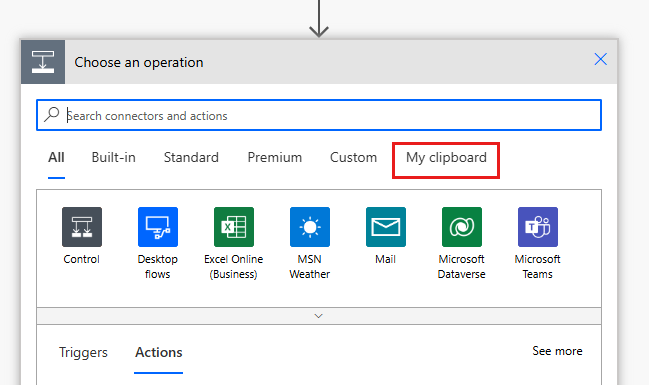 Choose an operation
Search connectors and actions
All Built-in Standard Premium Custom My clipboard
Control Desktop flows Excel Online (Business) MSN Weather Mail Microsoft Dataverse Microsoft Teams
Triggers Actions See more